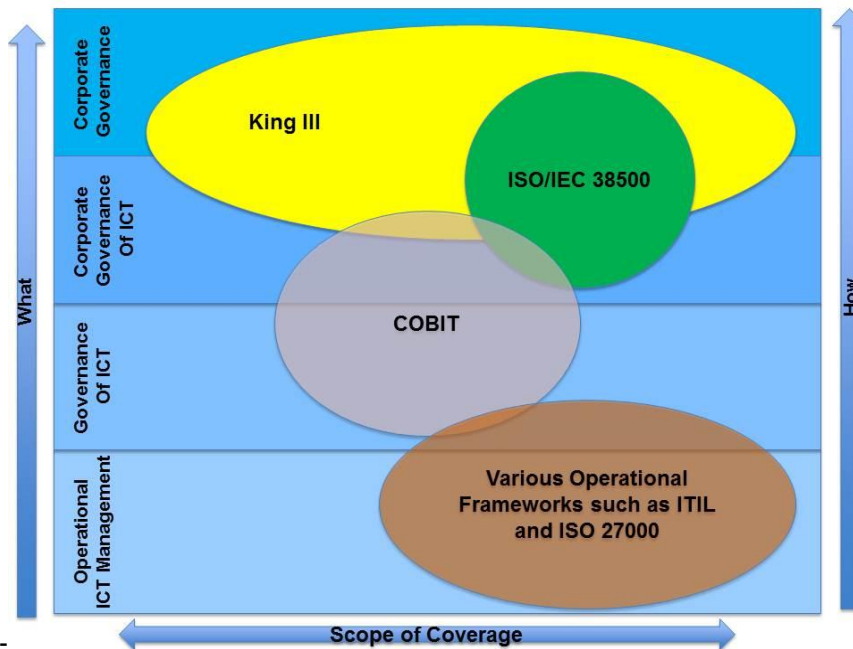 Corporate
Governance
King III
ISO/IEC 38500
Corporate
Governance
Of ICT
What
How
COBIT
Governance
Of ICT
Operational
ICT Management
Various Operational
Frameworks such as ITIL
and ISO 27000
Scope of Coverage
-